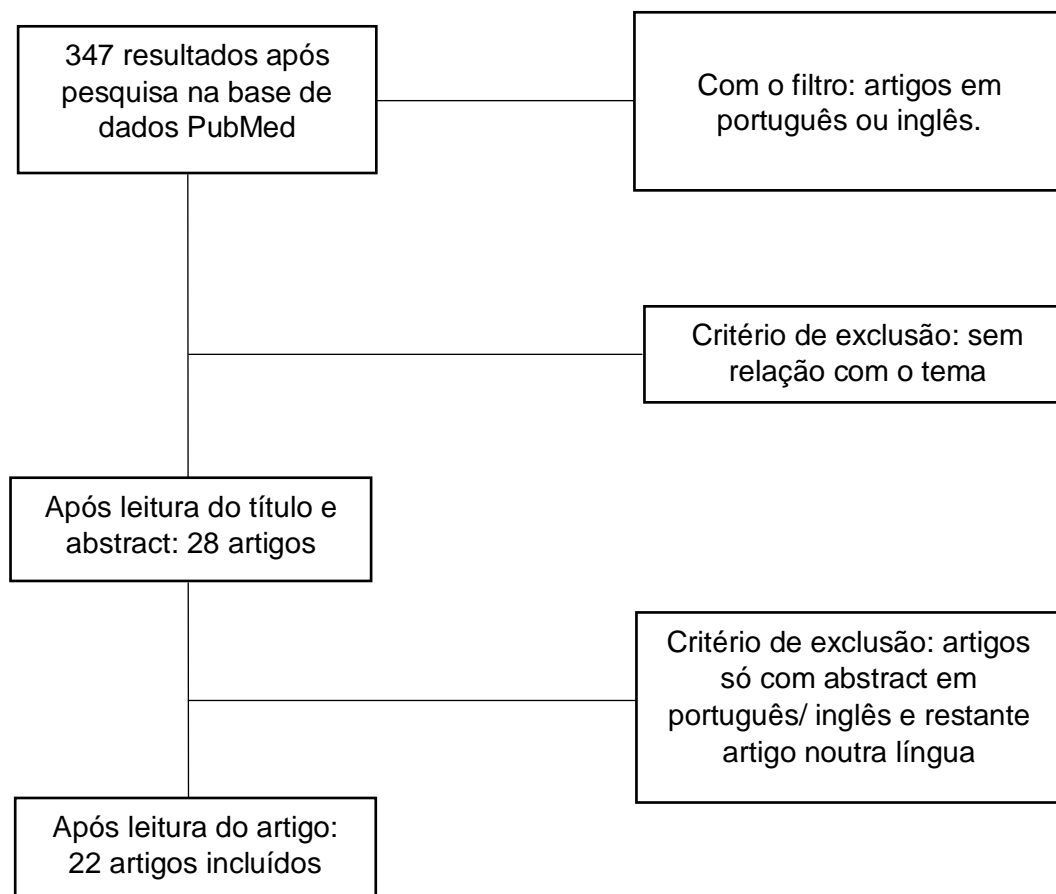 347 resultados após
pesquisa na base de
dados PubMed
Com o filtro: artigos em
português ou inglês.
Critério de exclusão: sem
relação com o tema
Após leitura do título e
abstract: 28 artigos
Critério de exclusão: artigos
só com abstract em
português/ inglês e restante
artigo noutra língua
Após leitura do artigo:
22 artigos incluídos